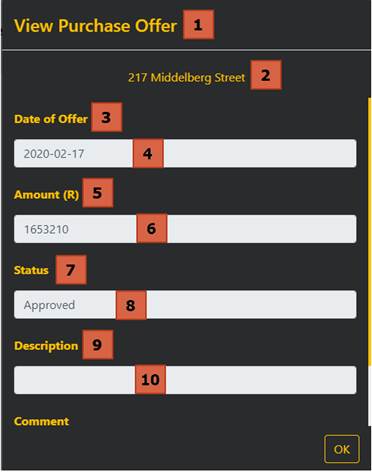 View Purchase Offer 1
217 Middelberg Street 2
Date of Offer 3
2020-02-17 4
Amount (R) 5
1653210 6
Status 7
Approved 8
Description 9
10
Comment
OK